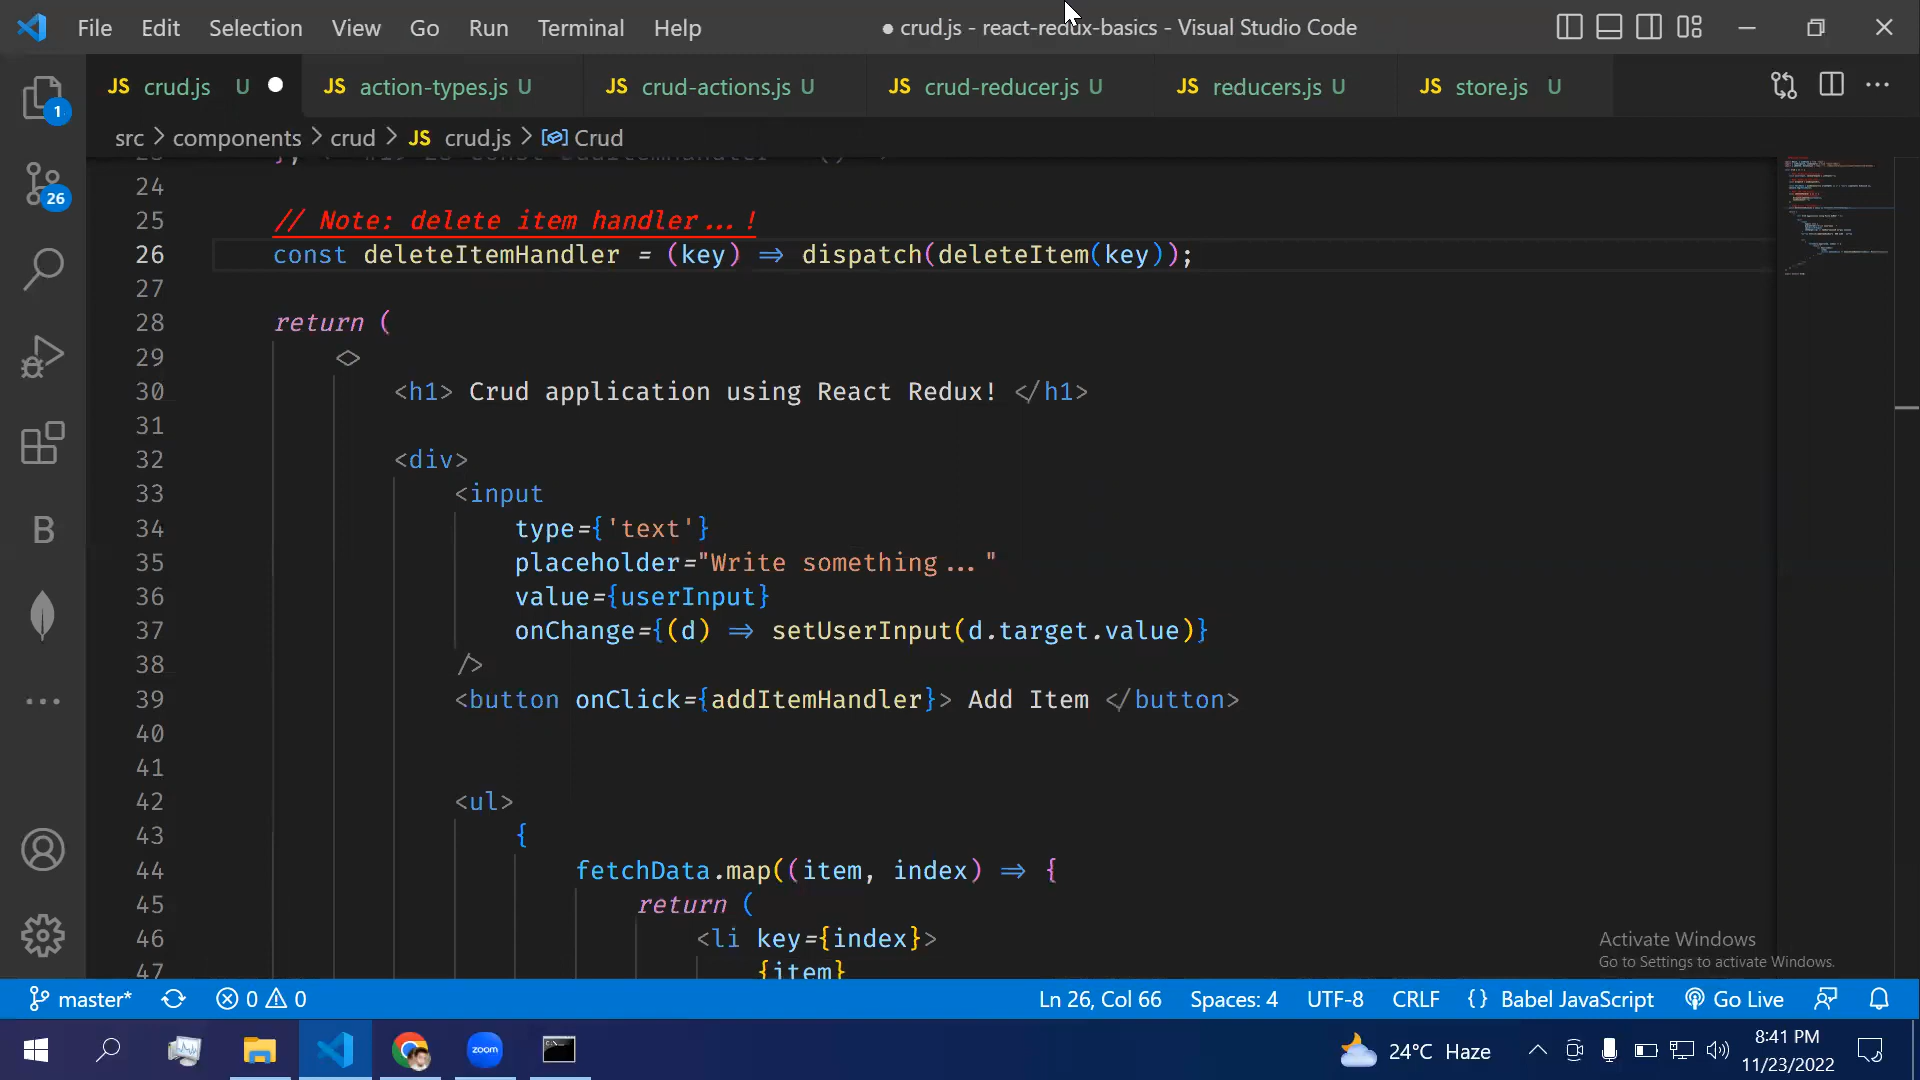 File Edit Selection View Go Run Terminal Help ● crud.js - react-redux-basics - Visual Studio Code
JS crud.js U JS action-types.js U JS crud-actions.js U JS crud-reducer.js U JS reducers.js U JS store.js U
src > components > crud > JS crud.js > Crud
24
25 // Note: delete item handler...!
26 const deleteItemHandler = (key) => dispatch(deleteItem(key));
27
28 return (
29 <>
30 <h1> Crud application using React Redux! </h1>
31
32 <div>
33 <input
34 type={'text'}
35 placeholder="Write something..."
36 value={userInput}
37 onChange={(d) => setUserInput(d.target.value)}
38 />
39 <button onClick={addItemHandler}> Add Item </button>
40
41
42 <ul>
43 {
44 fetchData.map((item, index) => {
45 return (
46 <li key={index}>
47 {item}
1
26
B
Activate Windows
Go to Settings to activate Windows.
master* 0 0 Ln 26, Col 66 Spaces: 4 UTF-8 CRLF {} Babel JavaScript Go Live
zoom 24°C Haze 8:41 PM
11/23/2022